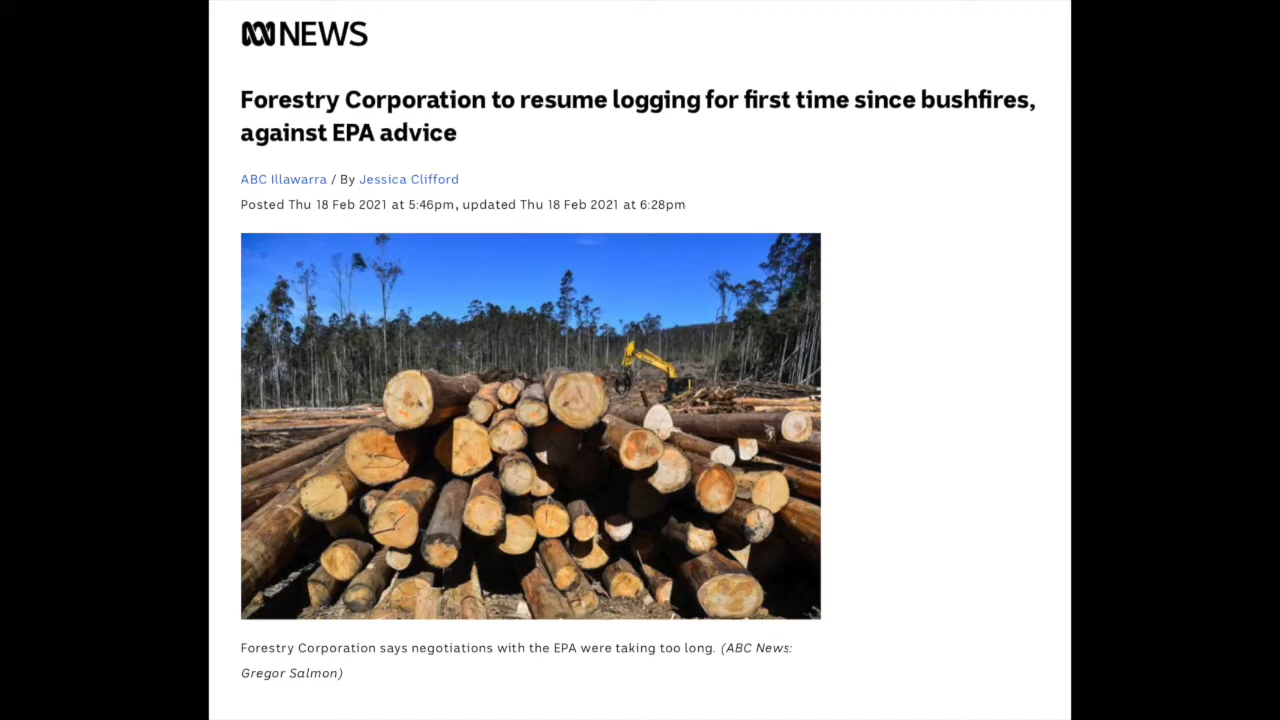 NEWS
Forestry Corporation to resume logging for first time since bushfires,
against EPA advice
ABC Illawarra / By Jessica Clifford
Posted Thu 18 Feb 2021 at 5:46pm, updated Thu 18 Feb 2021 at 6:28pm
Forestry Corporation says negotiations with the EPA were taking too long. (ABC News:
Gregor Salmon)